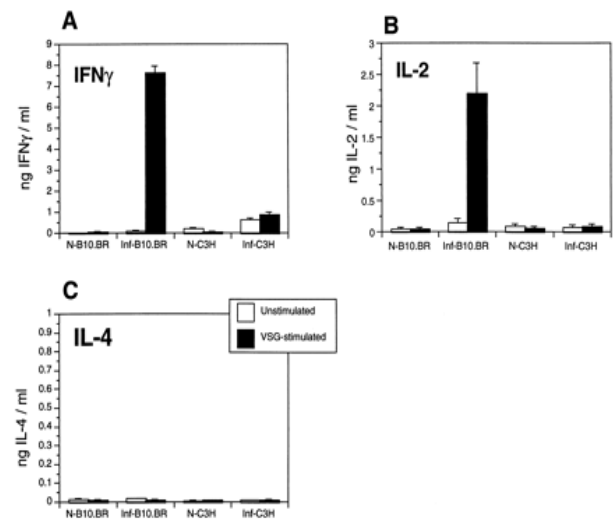 A
IFNγ
ng IFNγ / ml
9
8
7
6
5
4
3
2
1
0
N-B10.BR Inf-B10.BR N-C3H Inf-C3H
B
IL-2
ng IL-2 / ml
3
2.5
2
1.5
1
0.5
0
N-B10.BR Inf-B10.BR N-C3H Inf-C3H
C
IL-4
ng IL-4 / ml
1
0.9
0.8
0.7
0.6
0.5
0.4
0.3
0.2
0.1
0
N-B10.BR Inf-B10.BR N-C3H Inf-C3H
Unstimulated
VSG-stimulated